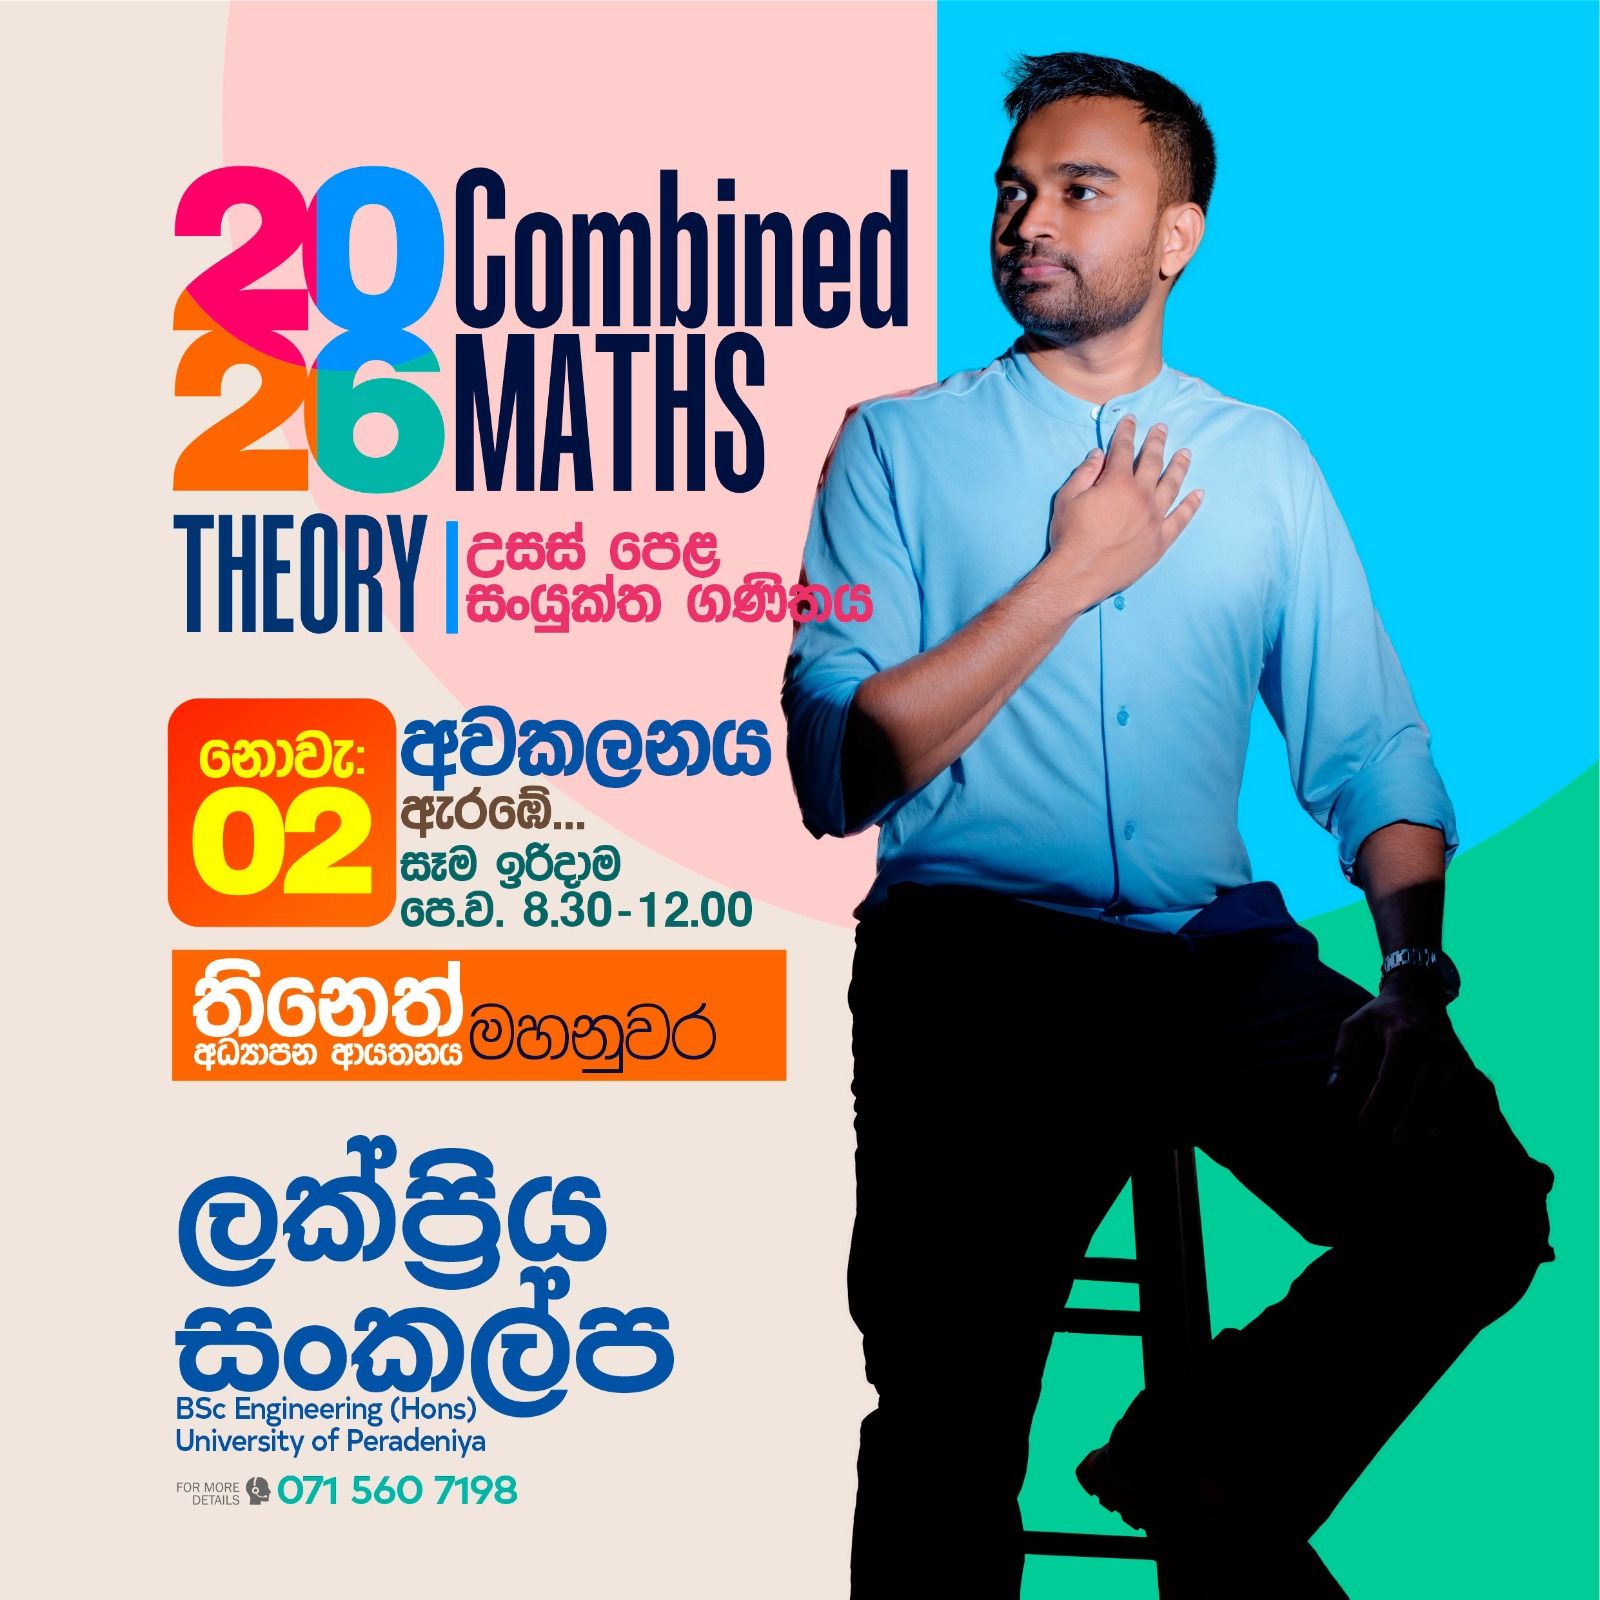 2026 Combined MATHS
THEORY
උසස් පෙළ
සංයුක්ත ගණිතය
නොවැ:
02
අවකලනය
ඇරඹේ...
සෑම ඉරිදාම
පෙ.ව. 8.30-12.00
තිනෙත්
අධ්‍යාපන ආයතනය
මහනුවර
ලක්ප්‍රිය
සංකල්ප
BSc Engineering (Hons)
University of Peradeniya
FOR MORE
DETAILS
071 560 7198